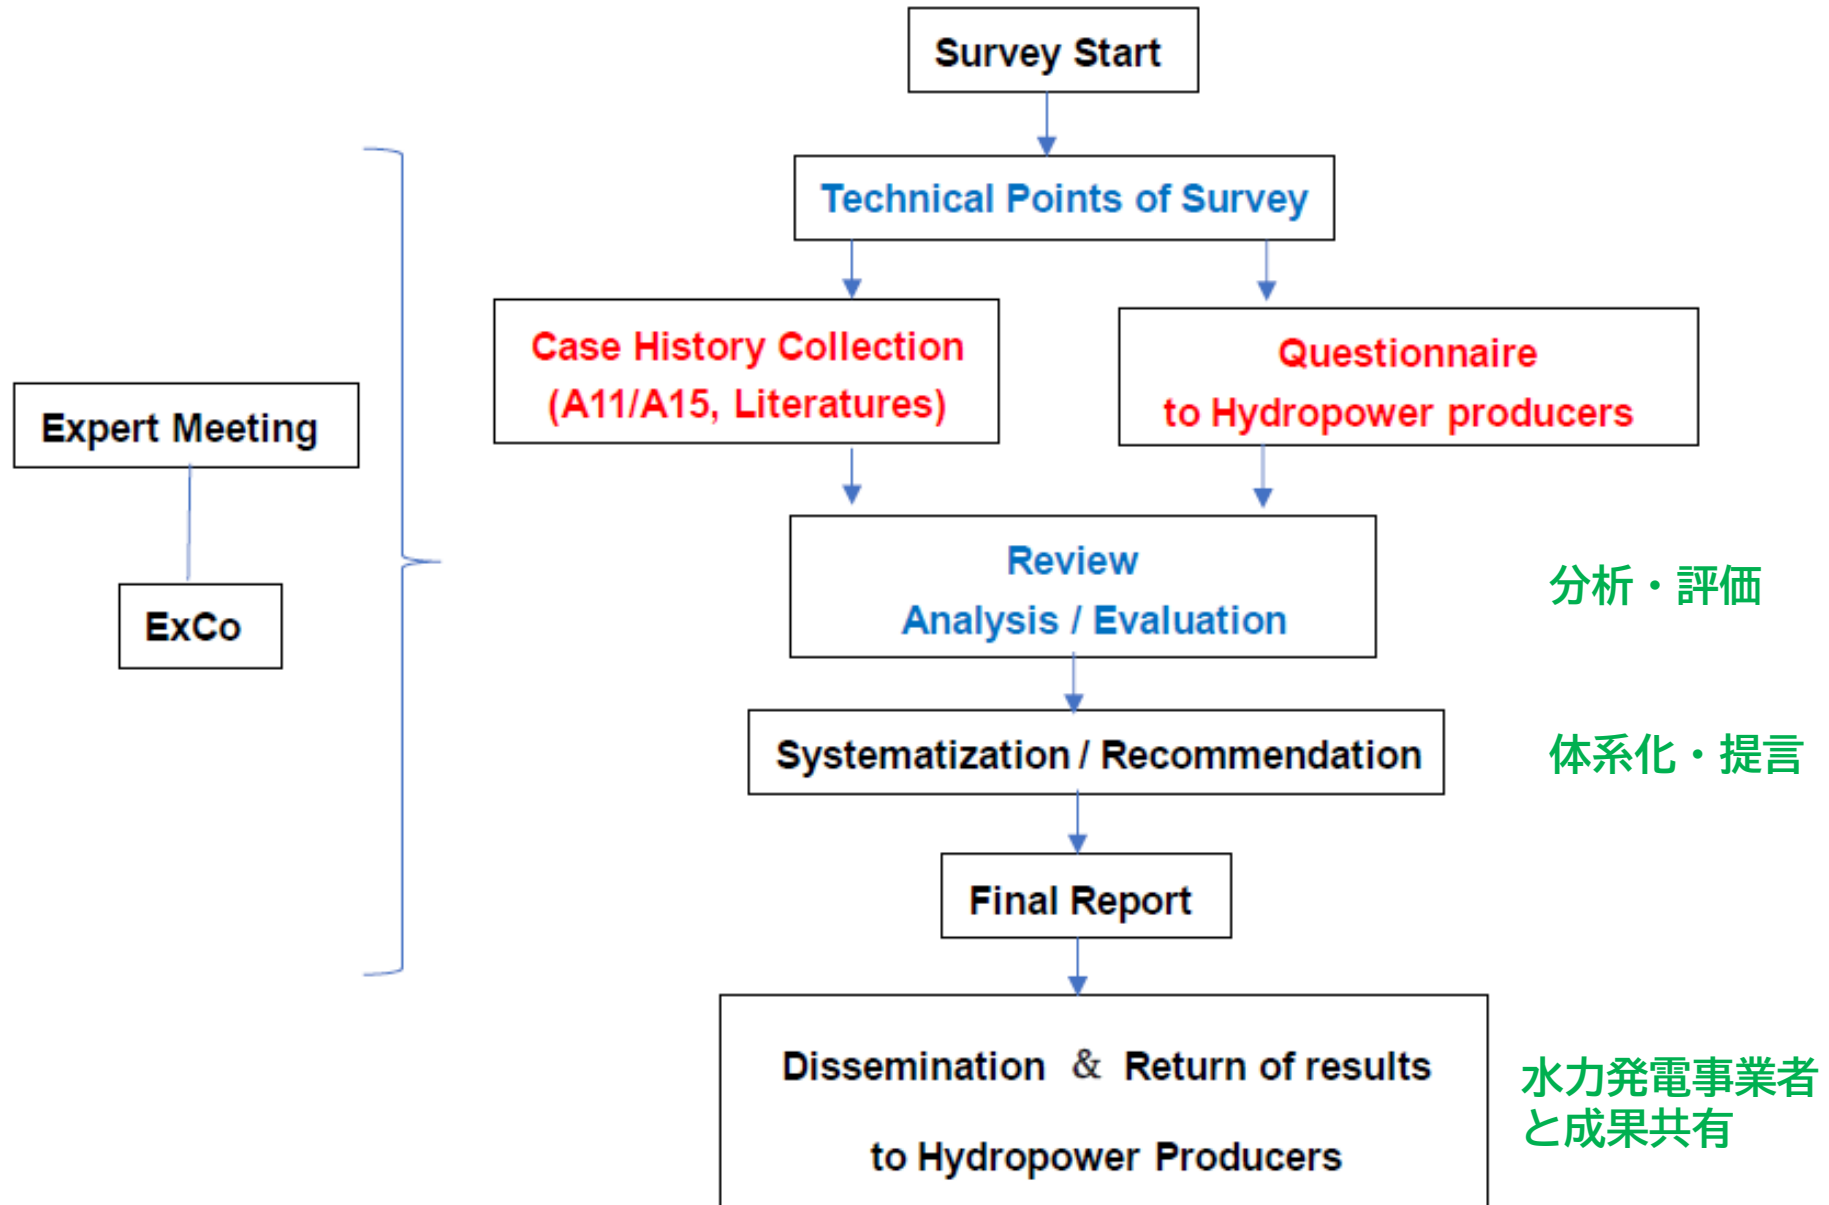 Survey Start
Technical Points of Survey
Case History Collection
(A11/A15, Literatures)
Questionnaire
to Hydropower producers
Expert Meeting
ExCo
Review
Analysis / Evaluation
分析・評価
Systematization / Recommendation
体系化・提言
Final Report
Dissemination & Return of results
to Hydropower Producers
水力発電事業者
と成果共有